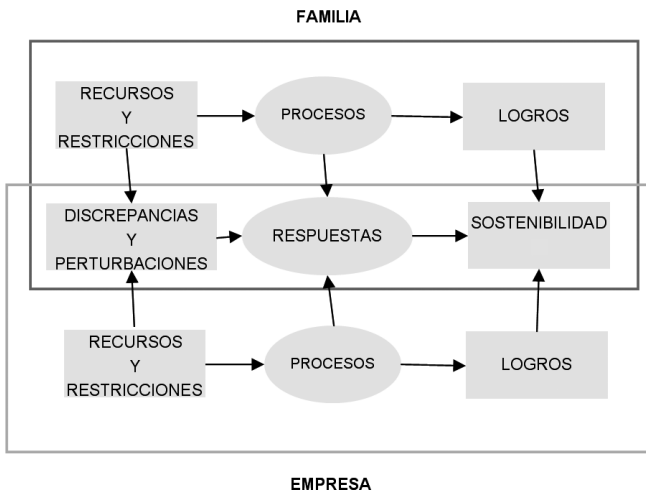 FAMILIA
RECURSOS
Y
RESTRICCIONES
PROCESOS
LOGROS
DISCREPANCIAS
Y
PERTURBACIONES
RESPUESTAS
SOSTENIBILIDAD
RECURSOS
Y
RESTRICCIONES
PROCESOS
LOGROS
EMPRESA